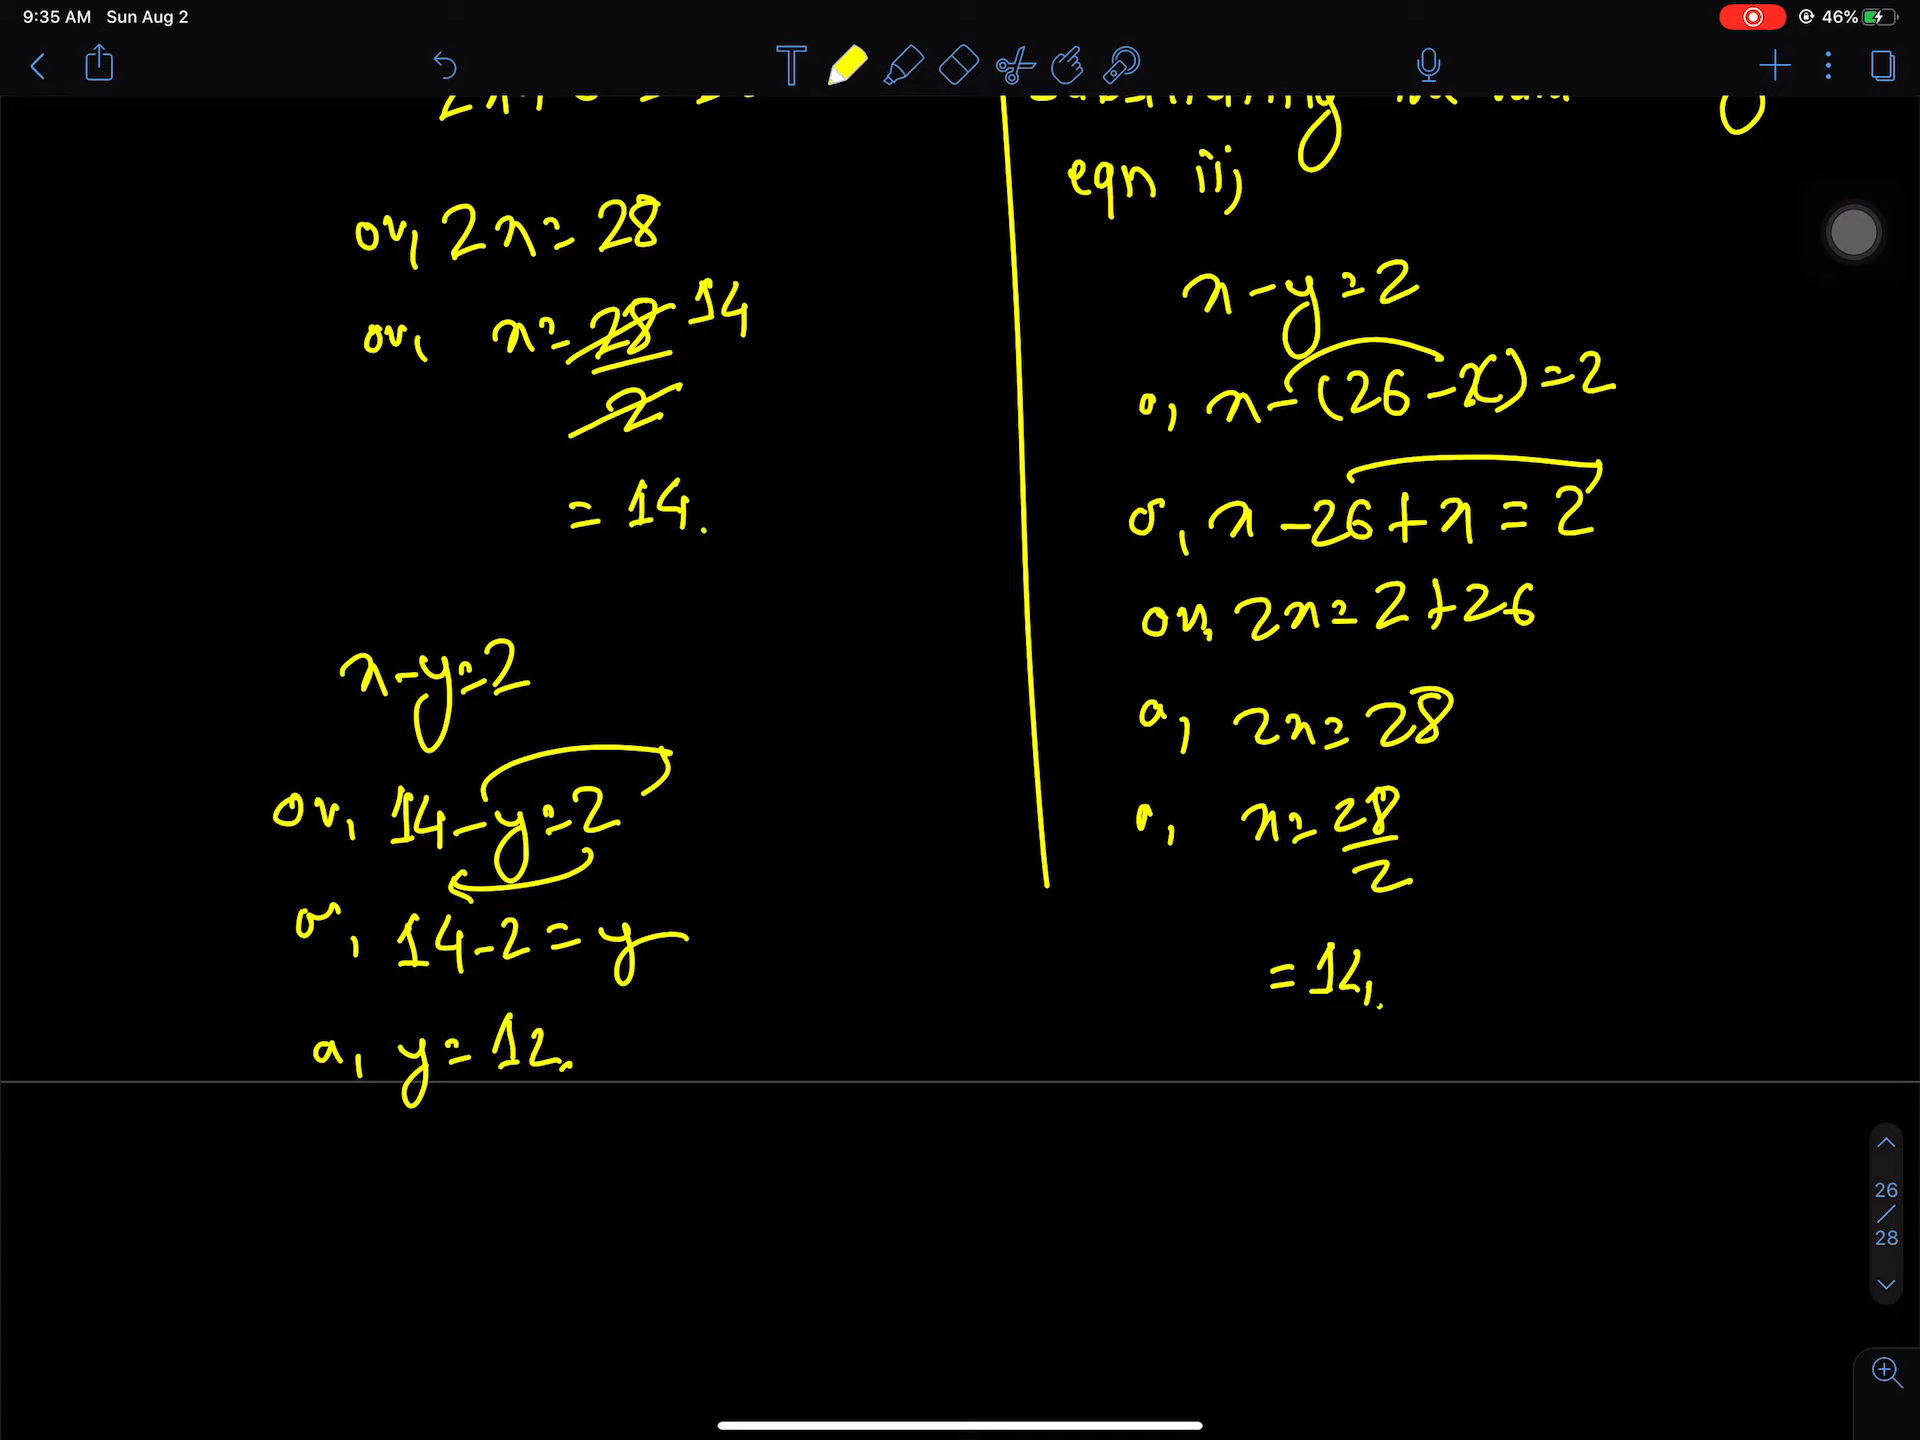 9:35 AM Sun Aug 2
46%
or, 2x = 28
or, x = 28 14
2
= 14.
x-y=2
or, 14-y=2
or, 14-2=y
or, y=12.
eqn ii,
x-y=2
or, x-(26-x)=2
or, x-26+x=2
or, 2x=2+26
or, 2x=28
or, x=28
2
=14.
26
/
28